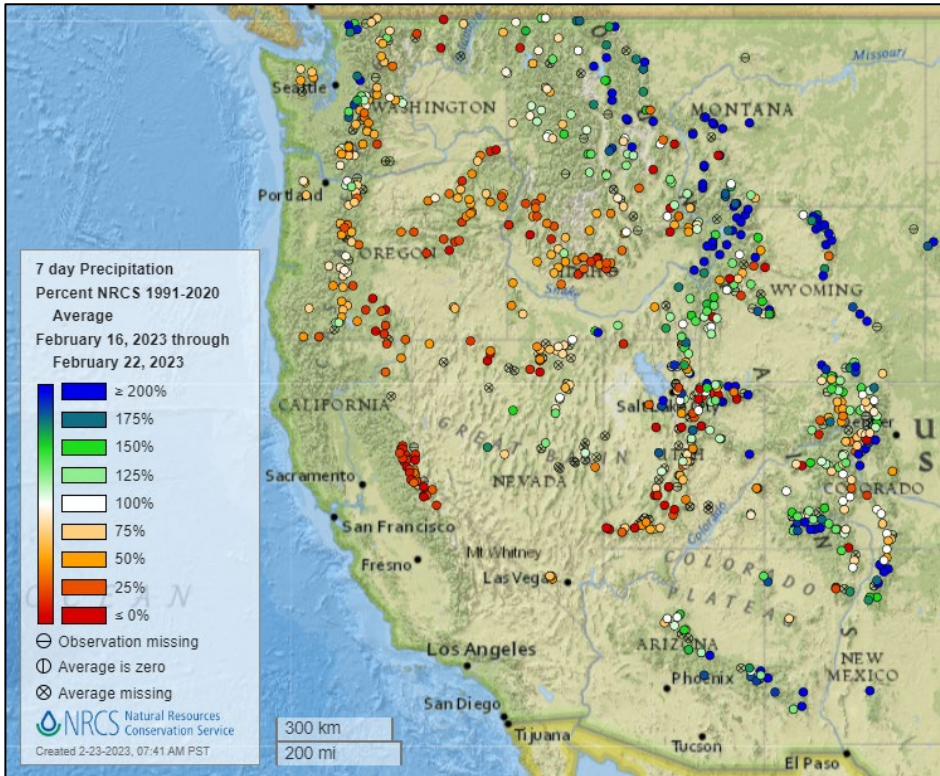 7 day Precipitation
Percent NRCS 1991-2020
Average
February 16, 2023 through
February 22, 2023
≥ 200%
175%
150%
125%
100%
75%
50%
25%
≤ 0%
Observation missing
Average is zero
Average missing
NRCS Natural Resources
Conservation Service
Created 2-23-2023, 07:41 AM PST
300 km
200 mi
Seattle
WASHINGTON
MONTANA
Missouri
Portland
OREGON
IDAHO
Snake
WYOMING
CALIFORNIA
GREAT BASIN
NEVADA
Salt Lake City
UTAH
Denver
COLORADO
US
Sacramento
San Francisco
Fresno
Mt Whitney
Las Vegas
Colorado
COLORADO
PLATEAU
OCEAN
Los Angeles
ARIZONA
Phoenix
NEW
MEXICO
San Diego
Tijuana
Tucson
El Paso